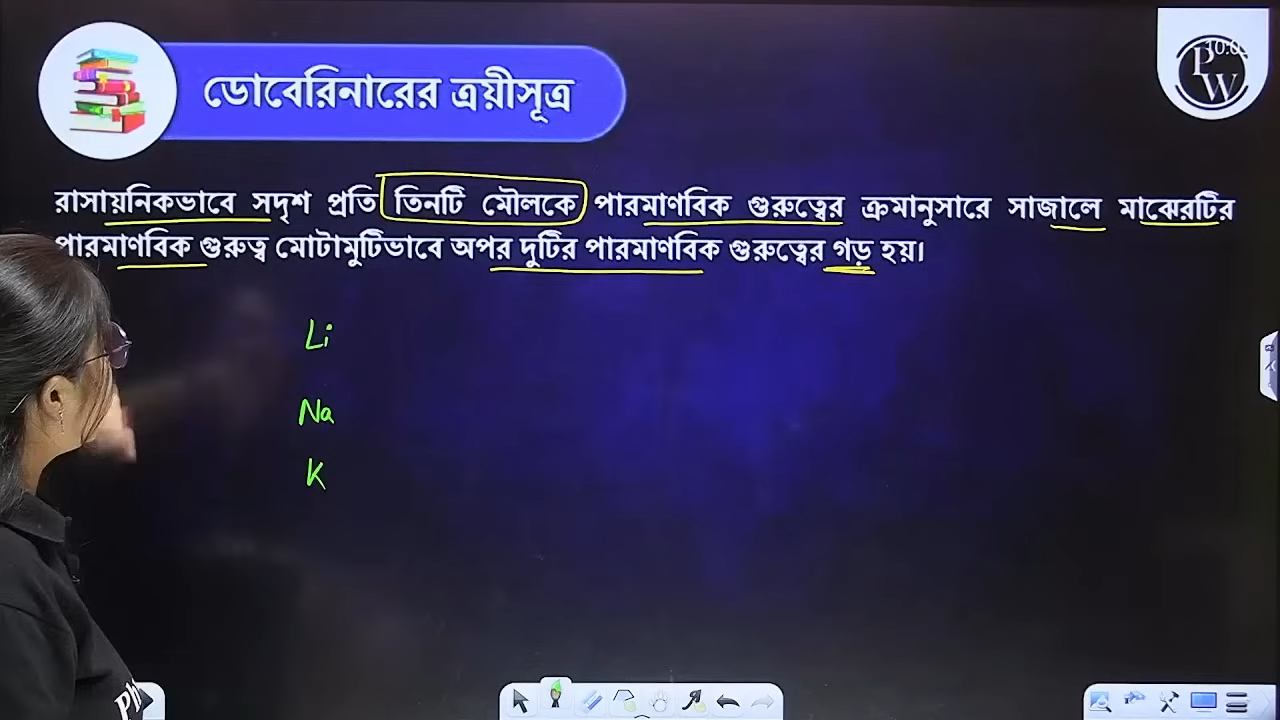 ডোবেরিনারের ত্রয়ীসূত্র
PW
রাসায়নিকভাবে সদৃশ প্রতি তিনটি মৌলকে পারমাণবিক গুরুত্বের ক্রমানুসারে সাজালে মাঝেরটির
পারমাণবিক গুরুত্ব মোটামুটিভাবে অপর দুটির পারমাণবিক গুরুত্বের গড় হয়।
Li
Na
K